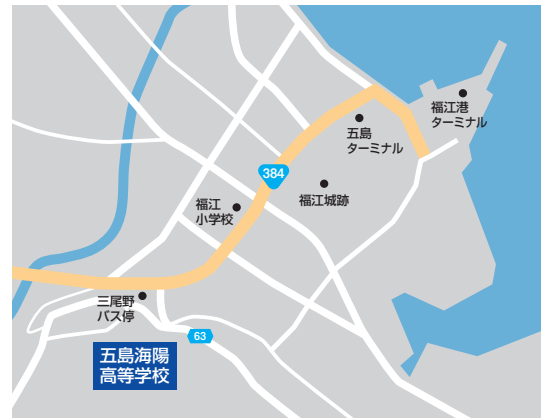 福江港
ターミナル
五島
ターミナル
384
福江城跡
福江
小学校
三尾野
バス停
63
五島海陽
高等学校